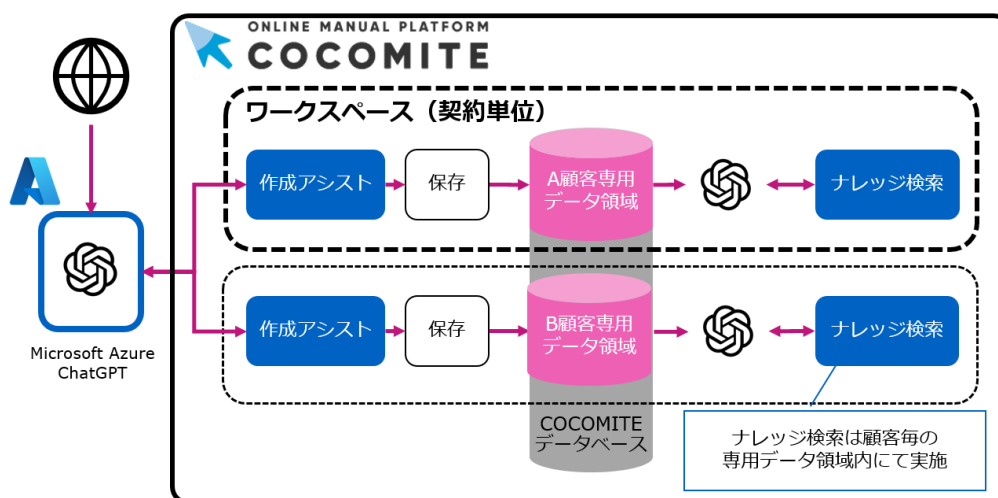 ONLINE MANUAL PLATFORM
COCOMITE
ワークスペース（契約単位）
作成アシスト
保存
A顧客専用
データ領域
ナレッジ検索
作成アシスト
保存
B顧客専用
データ領域
ナレッジ検索
Microsoft Azure
ChatGPT
COCOMITE
データベース
ナレッジ検索は顧客毎の
専用データ領域内にて実施